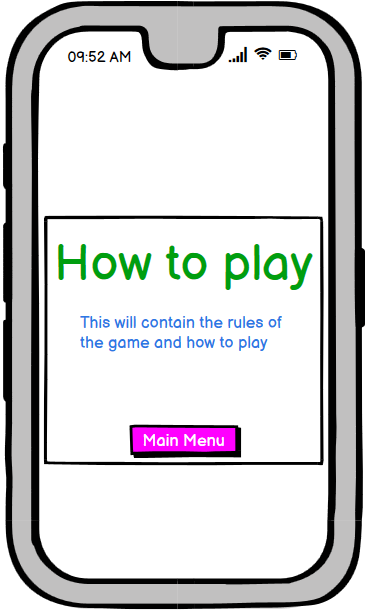 09:52 AM
How to play
This will contain the rules of
the game and how to play
Main Menu